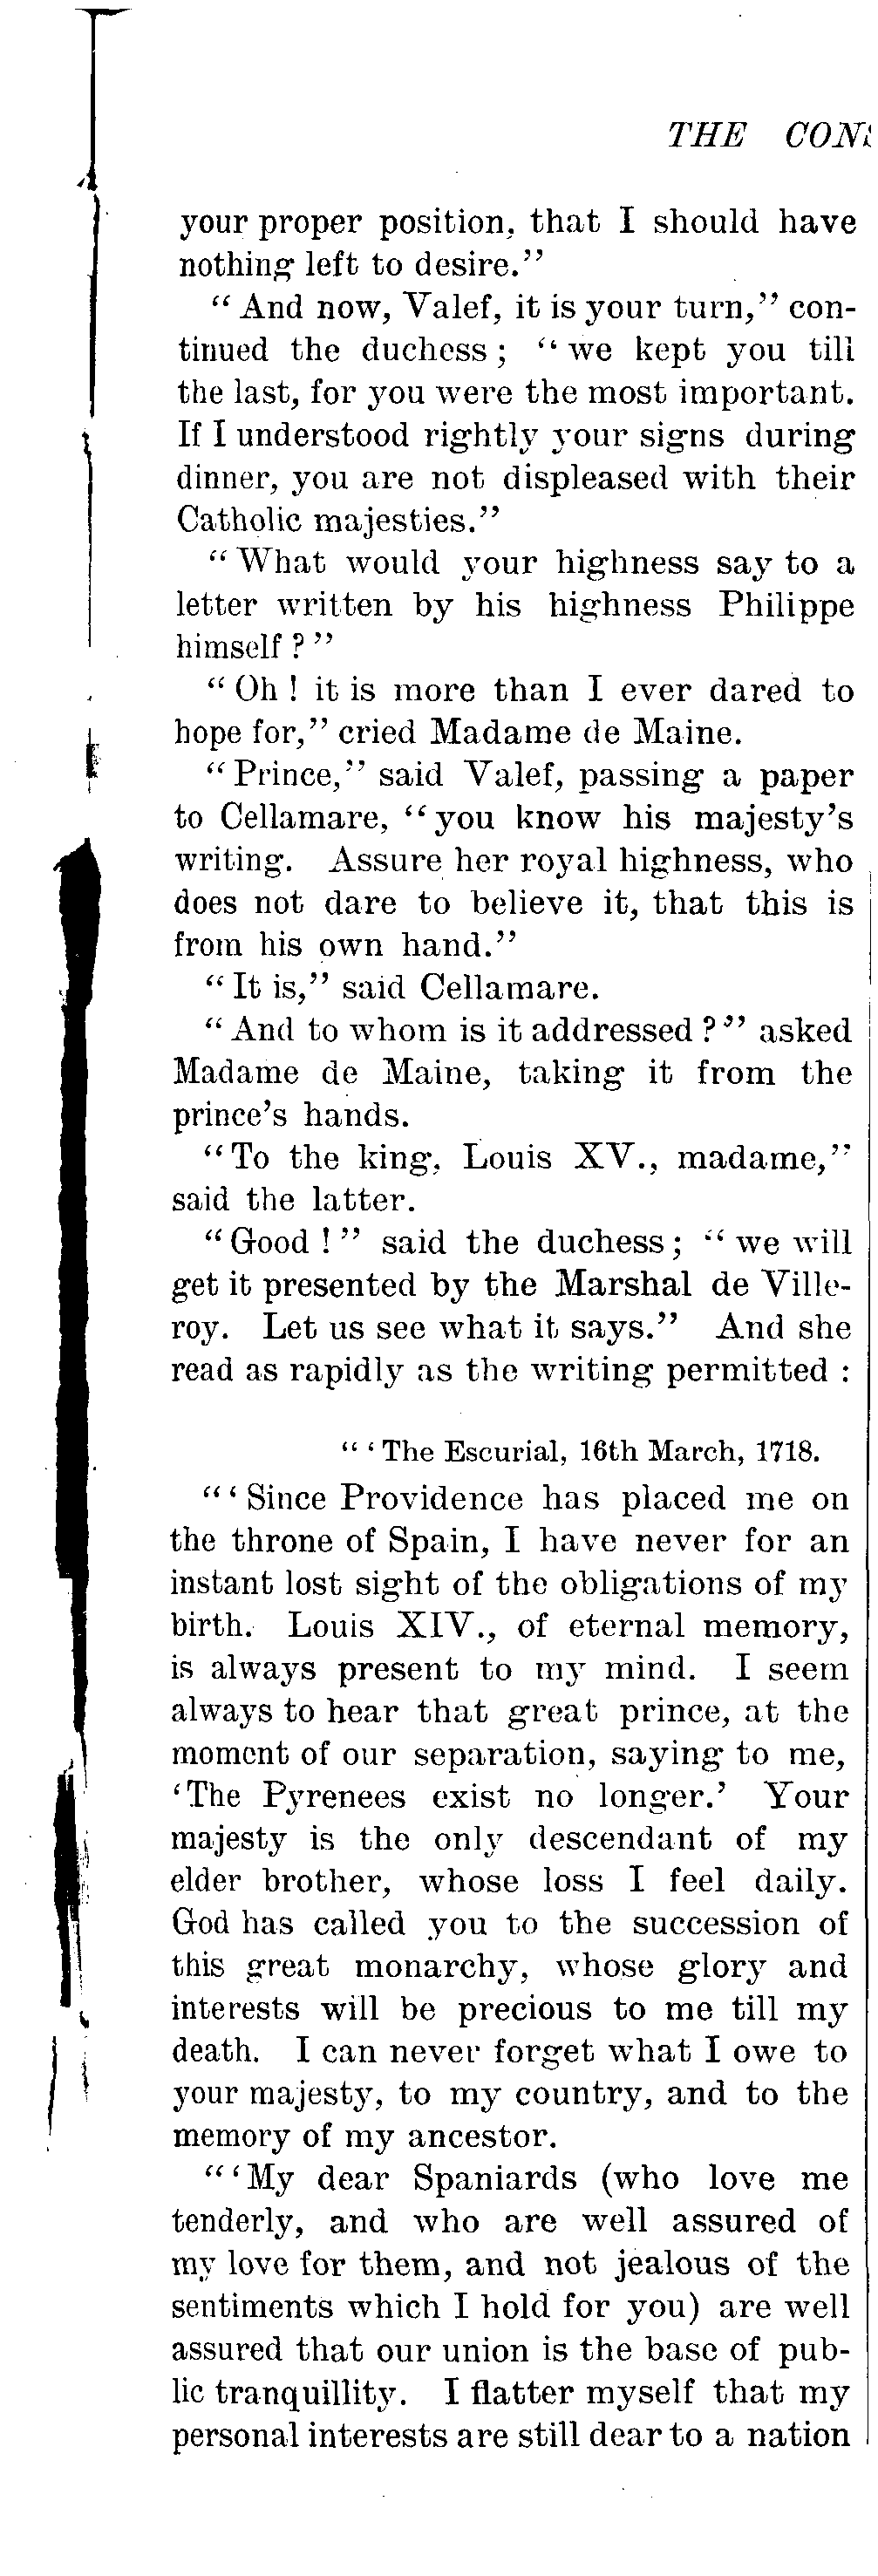 THE CONS
your proper position, that I should have
nothing left to desire."
" And now, Valef, it is your turn," con-
tinued the duchess ; " we kept you till
the last, for you were the most important.
If I understood rightly your signs during
dinner, you are not displeased with their
Catholic majesties."
" What would your highness say to a
letter written by his highness Philippe
himself ? "
" Oh ! it is more than I ever dared to
hope for," cried Madame de Maine.
" Prince," said Valef, passing a paper
to Cellamare, " you know his majesty's
writing. Assure her royal highness, who
does not dare to believe it, that this is
from his own hand."
" It is," said Cellamare.
" And to whom is it addressed ? " asked
Madame de Maine, taking it from the
prince's hands.
" To the king, Louis XV., madame,"
said the latter.
" Good ! " said the duchess ; " we will
get it presented by the Marshal de Ville-
roy. Let us see what it says." And she
read as rapidly as the writing permitted :
" ' The Escurial, 16th March, 1718.
" ' Since Providence has placed me on
the throne of Spain, I have never for an
instant lost sight of the obligations of my
birth. Louis XIV., of eternal memory,
is always present to my mind. I seem
always to hear that great prince, at the
moment of our separation, saying to me,
'The Pyrenees exist no longer.' Your
majesty is the only descendant of my
elder brother, whose loss I feel daily.
God has called you to the succession of
this great monarchy, whose glory and
interests will be precious to me till my
death. I can never forget what I owe to
your majesty, to my country, and to the
memory of my ancestor.
" ' My dear Spaniards (who love me
tenderly, and who are well assured of
my love for them, and not jealous of the
sentiments which I hold for you) are well
assured that our union is the base of pub-
lic tranquillity. I flatter myself that my
personal interests are still dear to a nation